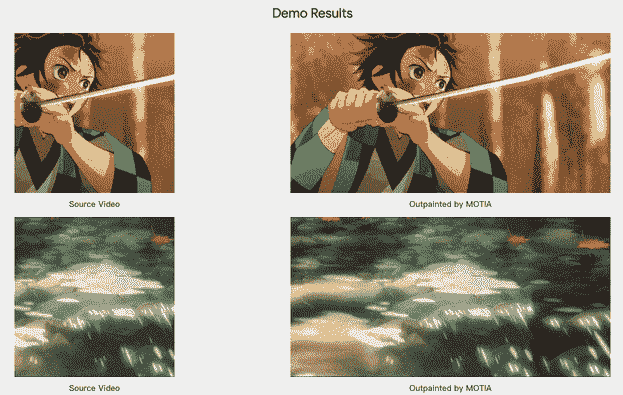 Demo Results
Source Video
Outpainted by MOTIA
Source Video
Outpainted by MOTIA